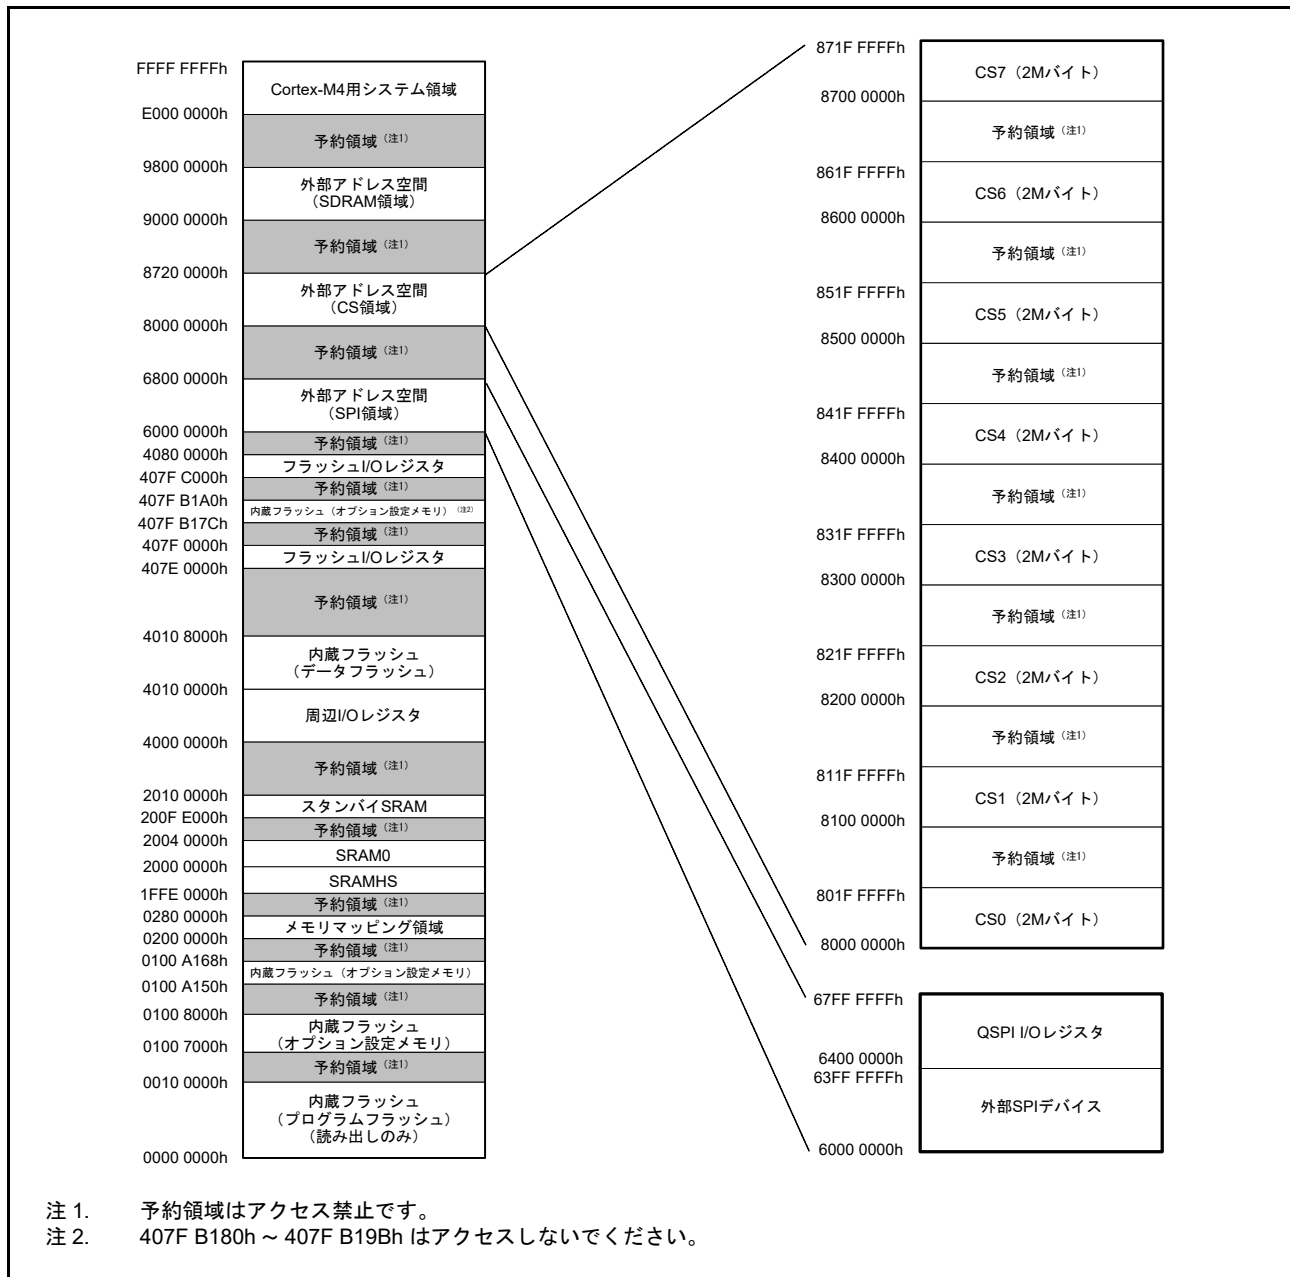 FFFF FFFFh
Cortex-M4用システム領域
E000 0000h
予約領域（注1）
9800 0000h
外部アドレス空間
（SDRAM領域）
9000 0000h
予約領域（注1）
8720 0000h
外部アドレス空間
（CS領域）
8000 0000h
予約領域（注1）
6800 0000h
外部アドレス空間
（SPI領域）
6000 0000h
予約領域（注1）
4080 0000h
フラッシュI/Oレジスタ
407F C000h
予約領域（注1）
407F B1A0h
内蔵フラッシュ（オプション設定メモリ）（注2）
407F B17Ch
予約領域（注1）
407F 0000h
フラッシュI/Oレジスタ
407E 0000h
予約領域（注1）
4010 8000h
内蔵フラッシュ
（データフラッシュ）
4010 0000h
周辺I/Oレジスタ
4000 0000h
予約領域（注1）
2010 0000h
スタンバイSRAM
200F E000h
予約領域（注1）
2004 0000h
SRAM0
2000 0000h
SRAMHS
1FFE 0000h
予約領域（注1）
0280 0000h
メモリマッピング領域
0200 0000h
予約領域（注1）
0100 A168h
内蔵フラッシュ（オプション設定メモリ）
0100 A150h
予約領域（注1）
0100 8000h
内蔵フラッシュ
（オプション設定メモリ）
0100 7000h
予約領域（注1）
0010 0000h
内蔵フラッシュ
（プログラムフラッシュ）
（読み出しのみ）
0000 0000h
871F FFFFh
CS7（2Mバイト）
8700 0000h
予約領域（注1）
861F FFFFh
CS6（2Mバイト）
8600 0000h
予約領域（注1）
851F FFFFh
CS5（2Mバイト）
8500 0000h
予約領域（注1）
841F FFFFh
CS4（2Mバイト）
8400 0000h
予約領域（注1）
831F FFFFh
CS3（2Mバイト）
8300 0000h
予約領域（注1）
821F FFFFh
CS2（2Mバイト）
8200 0000h
予約領域（注1）
811F FFFFh
CS1（2Mバイト）
8100 0000h
予約領域（注1）
801F FFFFh
CS0（2Mバイト）
8000 0000h
67FF FFFFh
QSPI I/Oレジスタ
6400 0000h
63FF FFFFh
外部SPIデバイス
6000 0000h
注 1. 予約領域はアクセス禁止です。
注 2. 407F B180h ~ 407F B19Bh はアクセスしないでください。